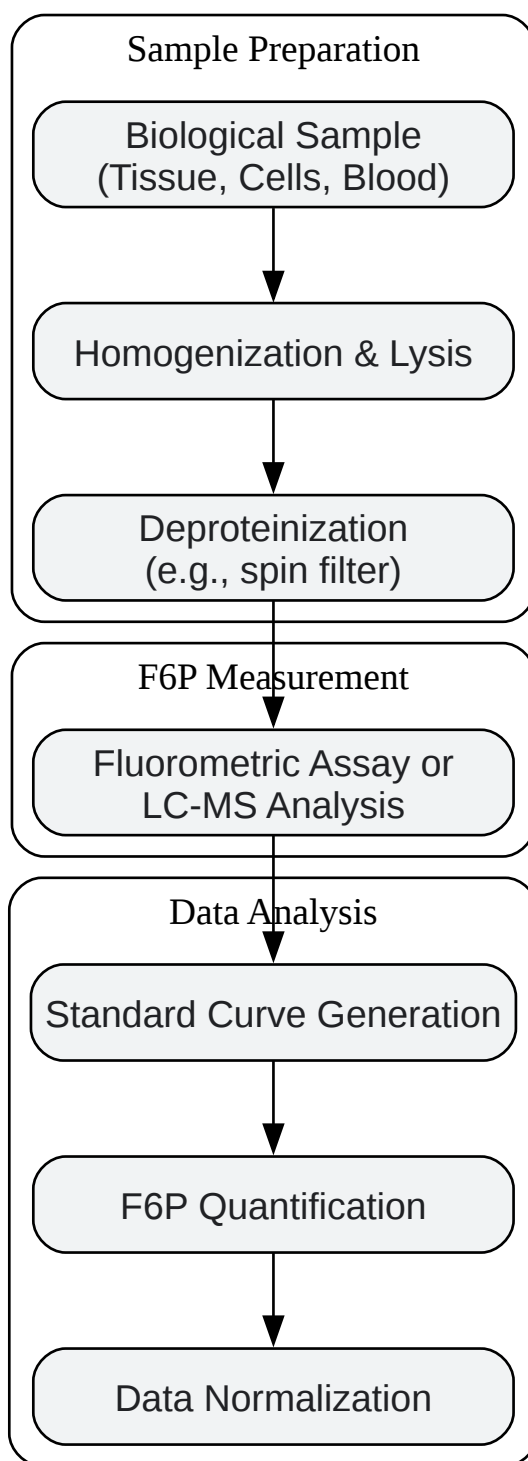 Sample Preparation
Biological Sample
(Tissue, Cells, Blood)
Homogenization & Lysis
Deproteinization
(e.g., spin filter)
F6P Measurement
Fluorometric Assay or
LC-MS Analysis
Data Analysis
Standard Curve Generation
F6P Quantification
Data Normalization